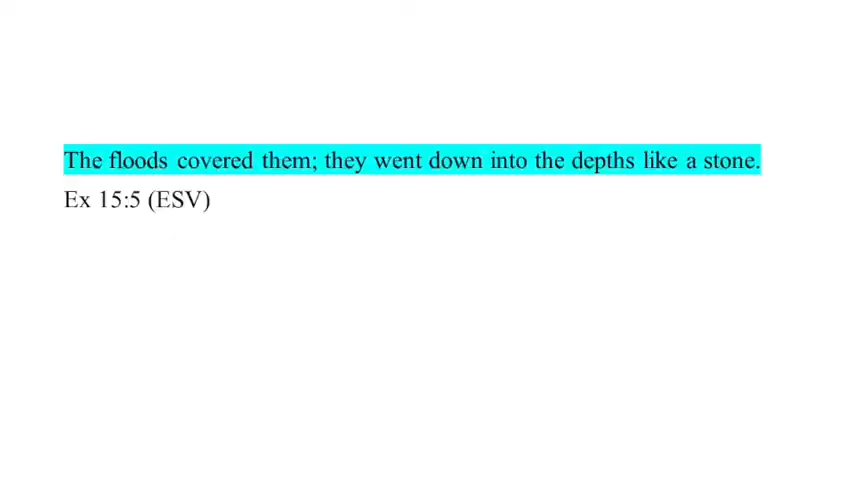 The floods covered them; they went down into the depths like a stone.
Ex 15:5 (ESV)